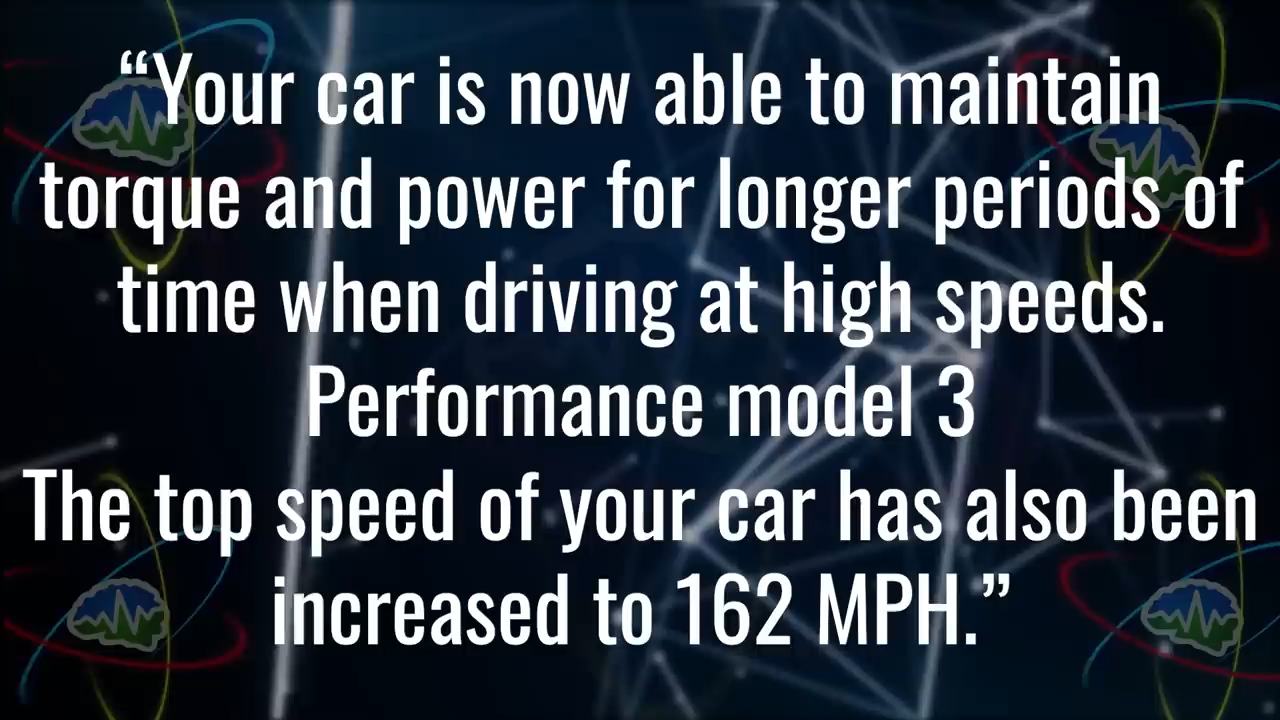 “Your car is now able to maintain
torque and power for longer periods of
time when driving at high speeds.
Performance model 3
The top speed of your car has also been
increased to 162 MPH.”